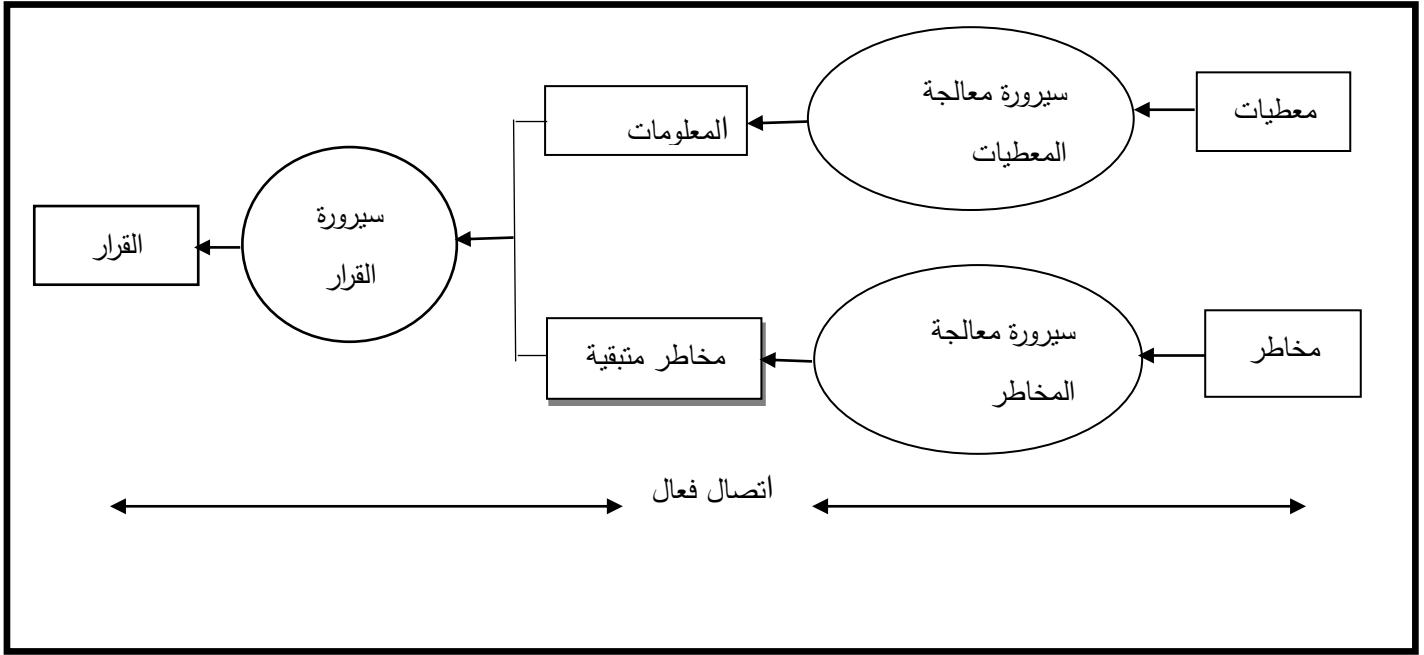 معطيات
سيرورة معالجة
المعطيات
المعلومات
مخاطر
سيرورة معالجة
المخاطر
مخاطر متبقية
سيرورة
القرار
القرار
اتصال فعال